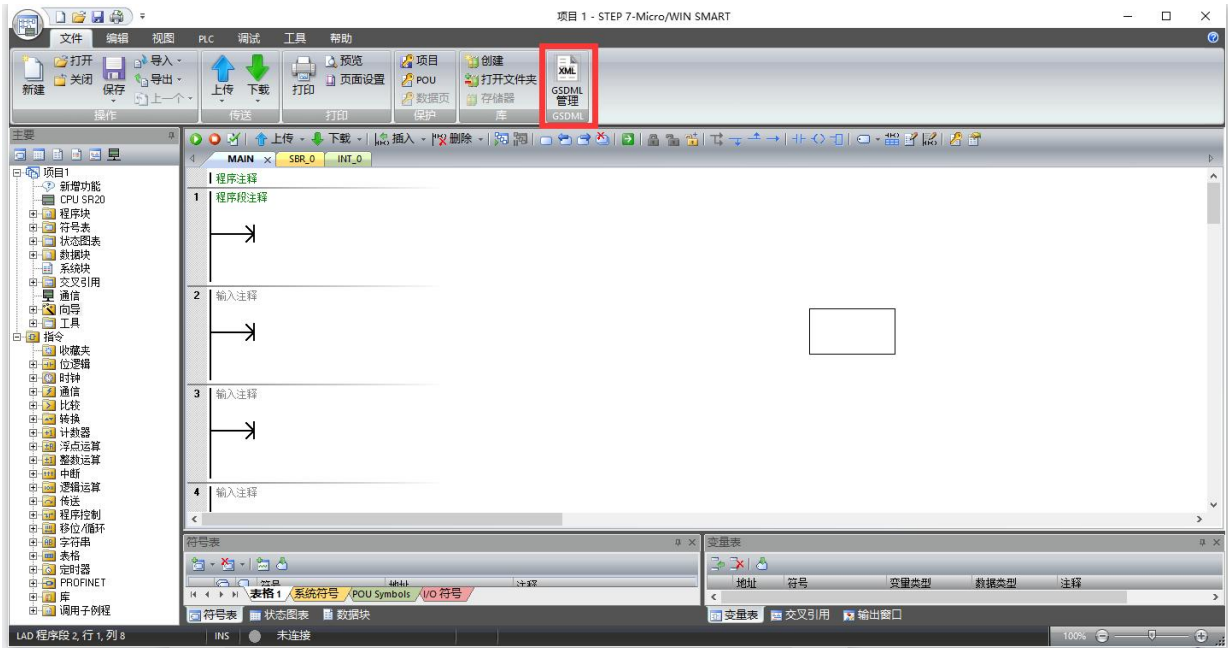 项目 1 - STEP 7-Micro/WIN SMART
文件 编辑 视图 PLC 调试 工具 帮助
新建 打开 关闭 保存 导入 导出 上一个
上传 下载 打印 预览 页面设置
项目 POU 数据页
创建 打开文件夹 存储器
XML GSDML 管理
操作 传送 打印 保护 库 GSDML
主要
上传 下载 插入 删除
MAIN SBR_0 INT_0
项目1
新增功能
CPU SR20
程序块
符号表
状态图表
数据块
系统块
交叉引用
通信
向导
工具
指令
收藏夹
位逻辑
时钟
通信
比较
转换
计数器
浮点运算
整数运算
中断
逻辑运算
传送
程序控制
移位/循环
字符串
表格
定时器
PROFINET
库
调用子例程
程序注释
1 程序段注释
2 输入注释
3 输入注释
4 输入注释
符号表
符号 地址 注释
表格 1 系统符号 POU Symbols I/O 符号
符号表 状态图表 数据块
变量表
地址 符号 变量类型 数据类型 注释
变量表 交叉引用 输出窗口
LAD 程序段 2, 行 1, 列 8 INS 未连接 100%